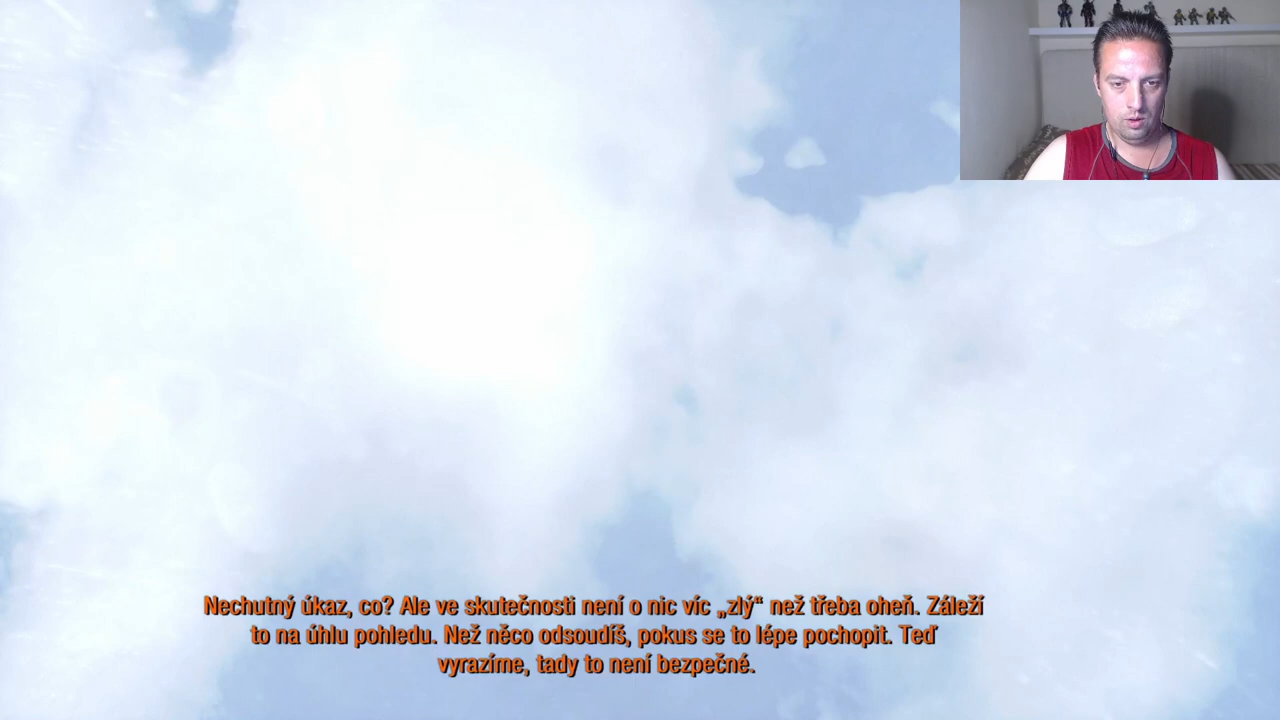 Nechutný úkaz, co? Ale ve skutečnosti není o nic víc „zlý“ než třeba oheň. Záleží
to na úhlu pohledu. Než něco odsoudíš, pokus se to lépe pochopit. Teď
vyrazíme, tady to není bezpečné.